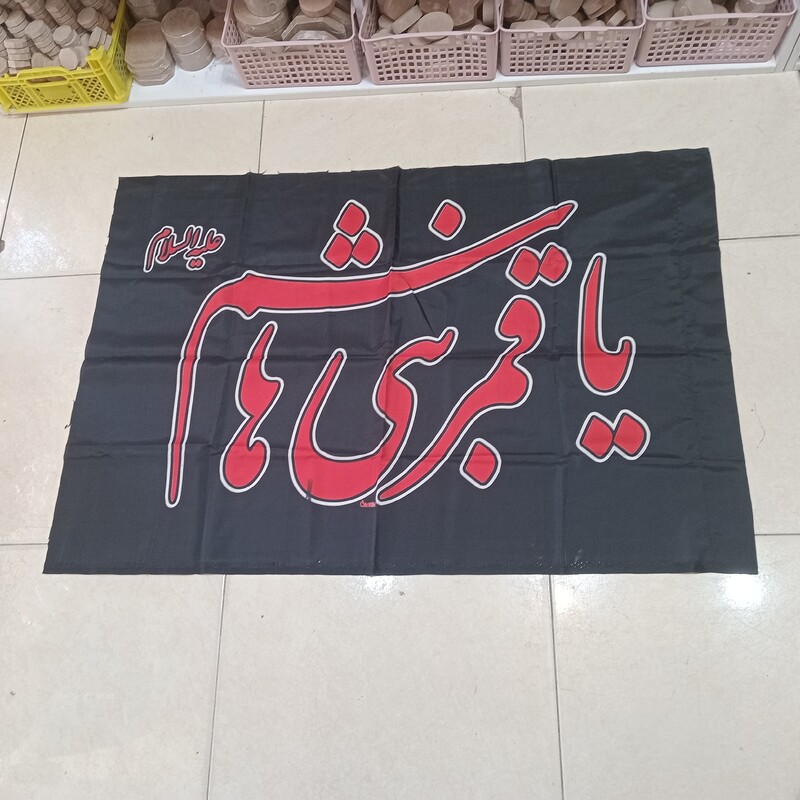 یا قمر بنی هاشم
علیه السلام